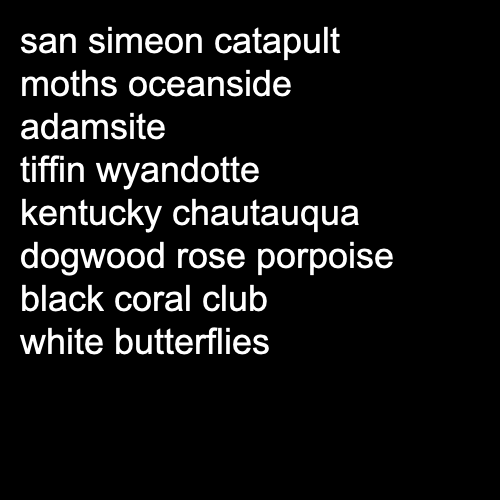 san simeon catapult
moths oceanside
adamsite
tiffin wyandotte
kentucky chautauqua
dogwood rose porpoise
black coral club
white butterflies